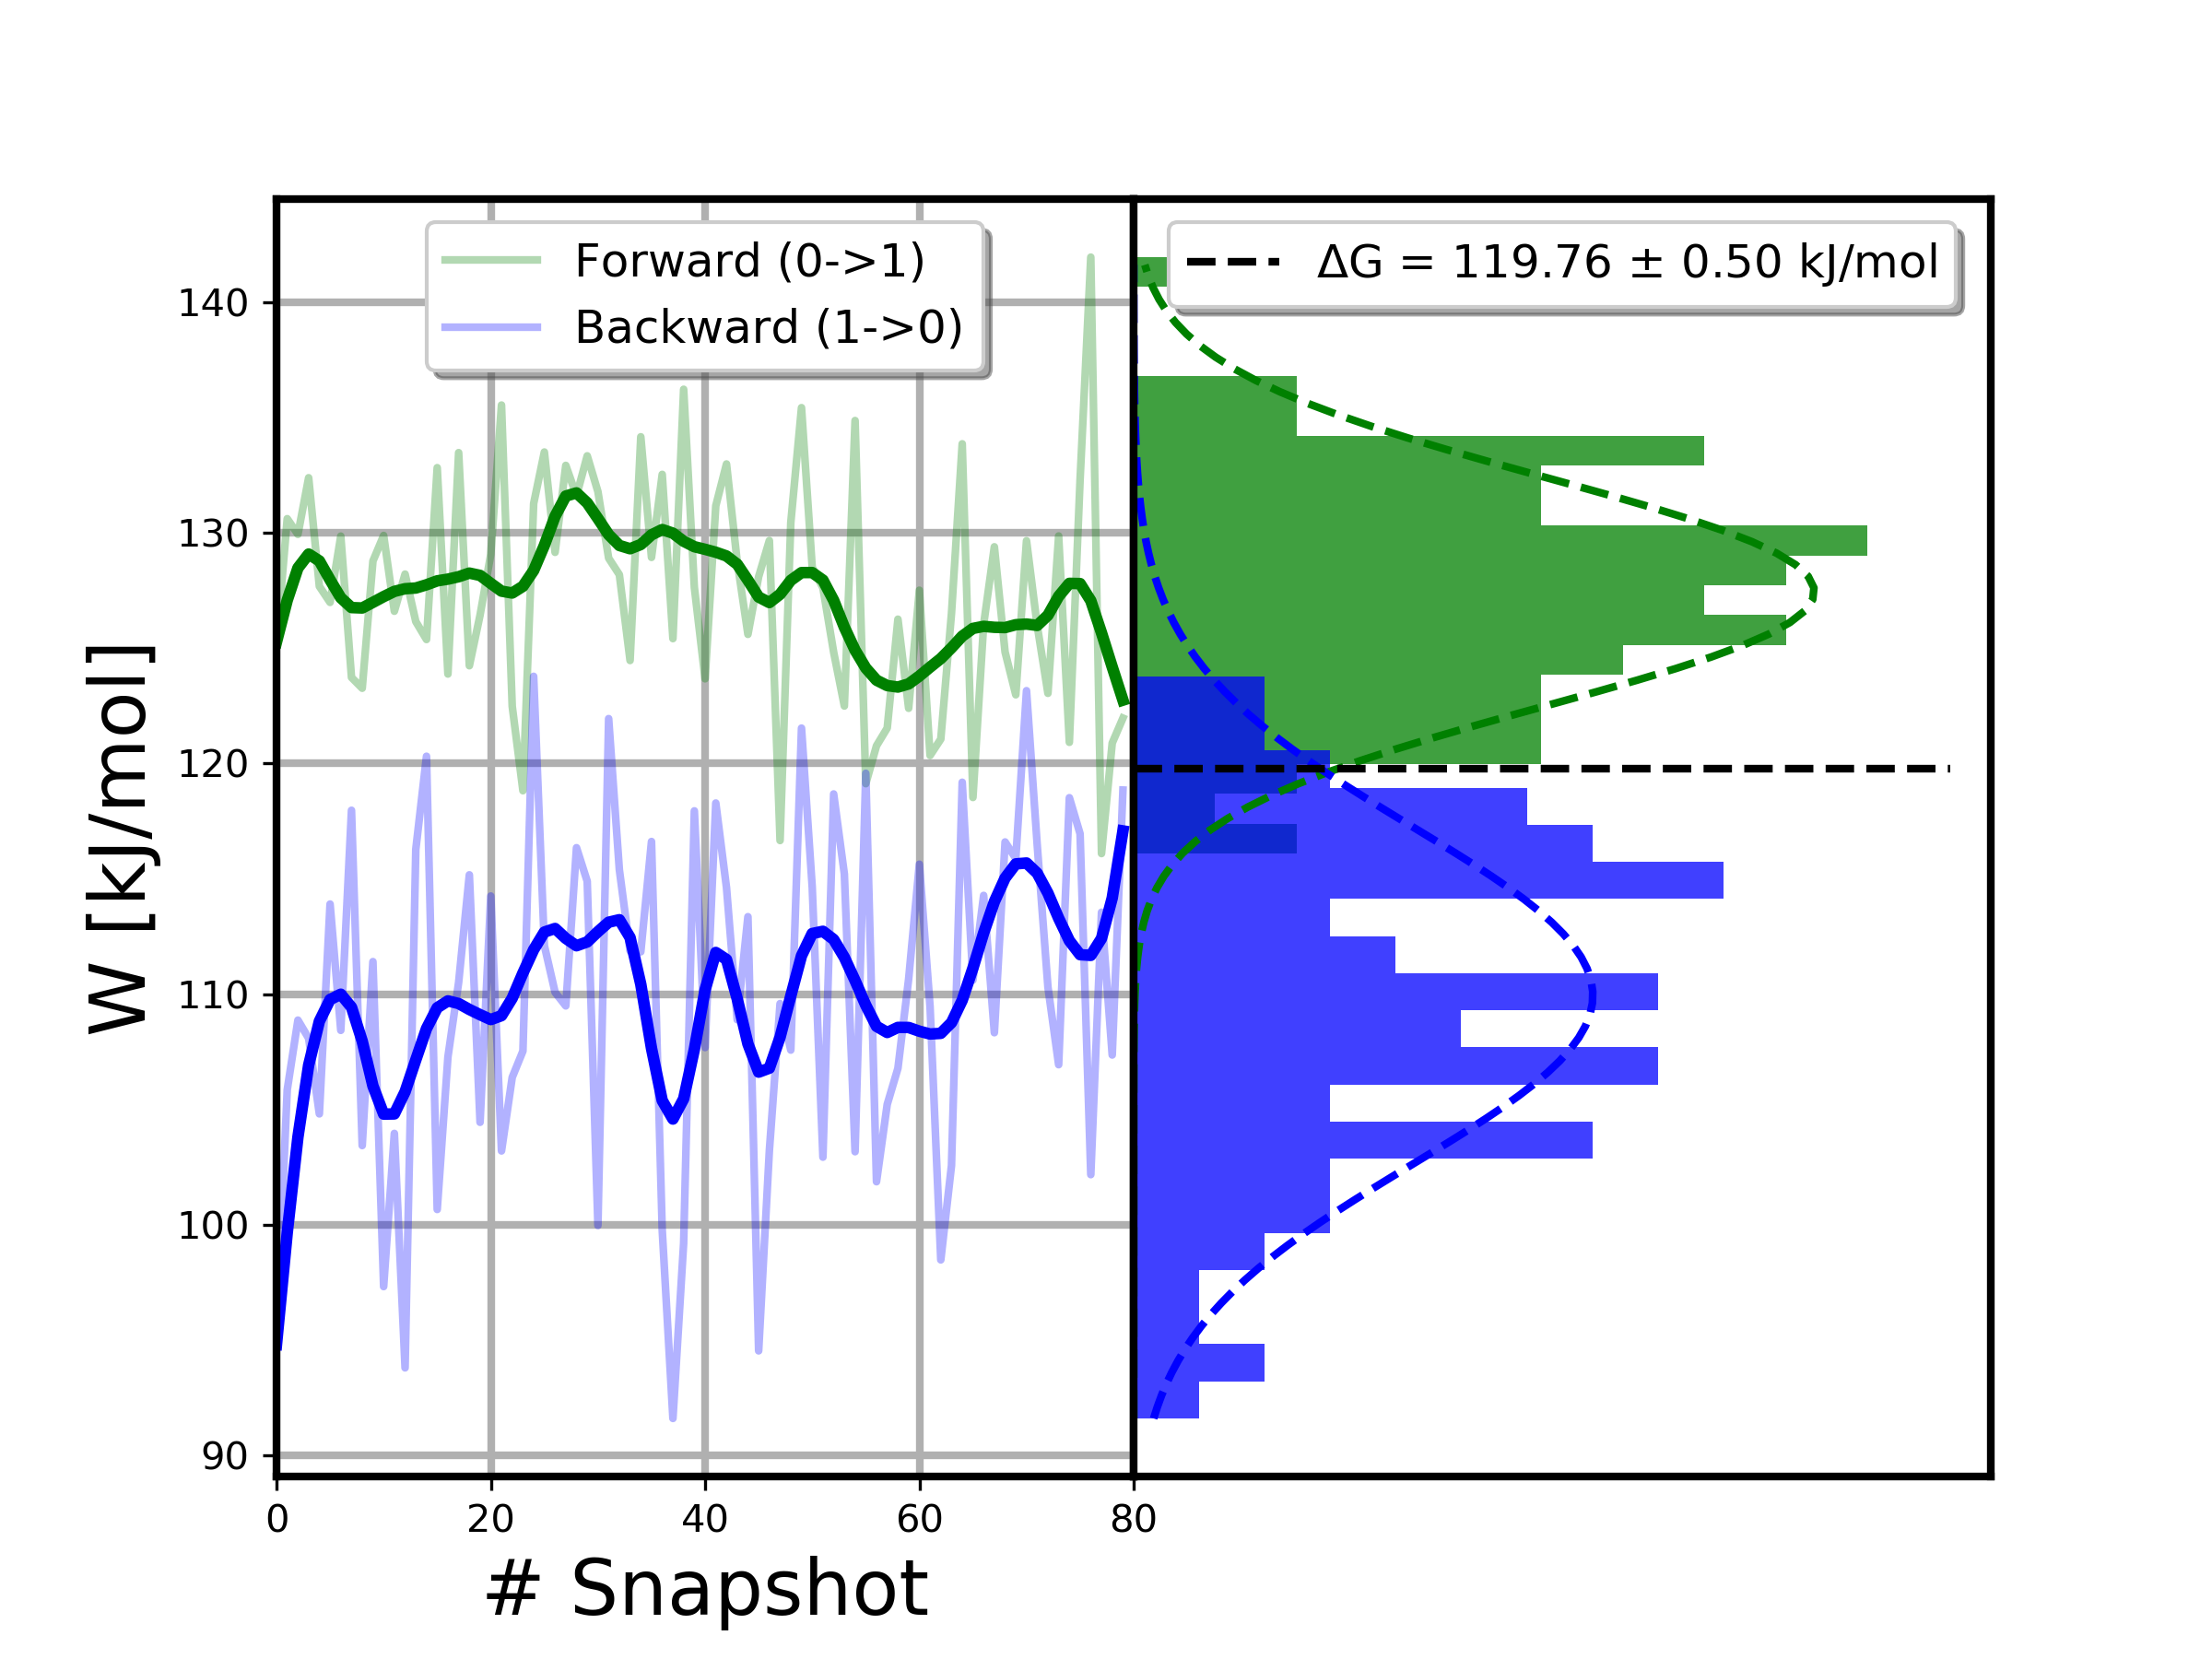 Forward (0->1)
Backward (1->0)
ΔG = 119.76 ± 0.50 kJ/mol
140
130
120
110
100
90
W [kJ/mol]
0 20 40 60 80
# Snapshot